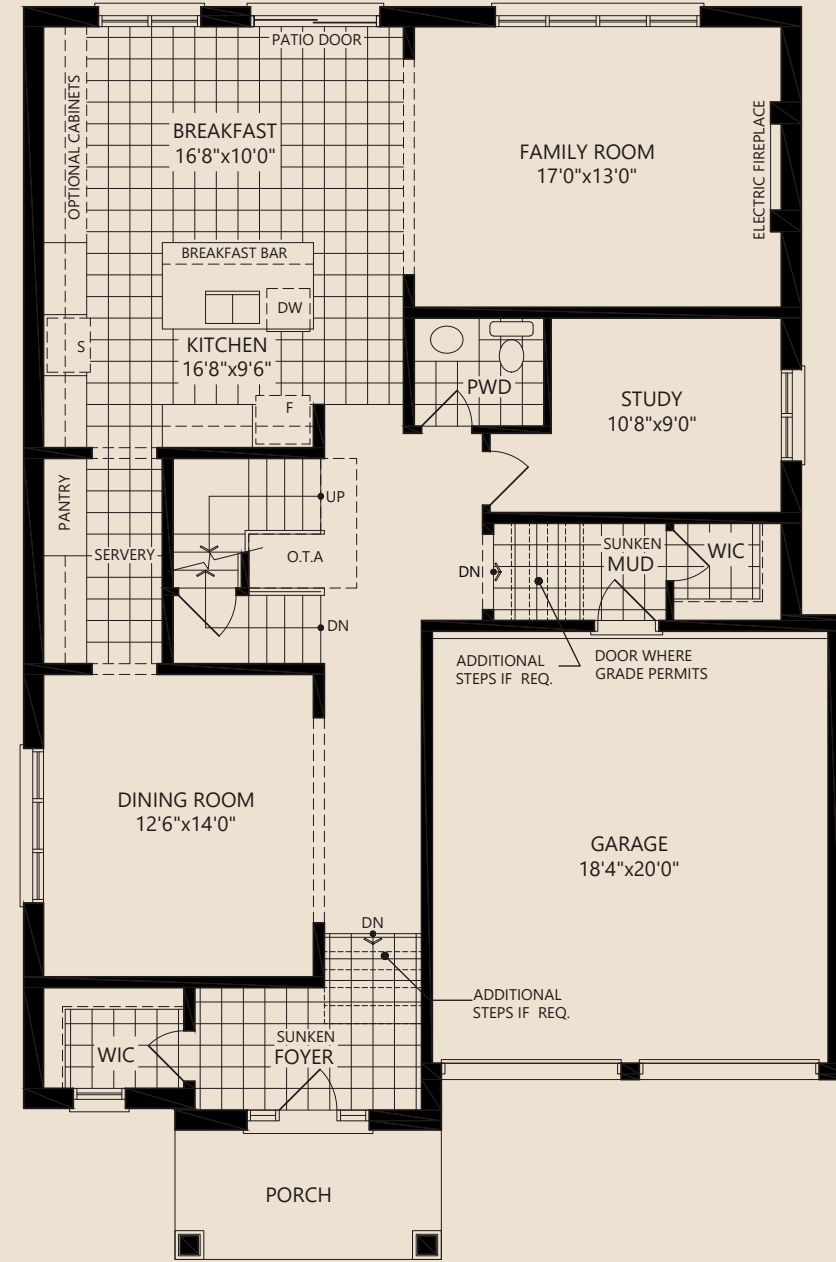 PATIO DOOR
OPTIONAL CABINETS
BREAKFAST
16'8"x10'0"
FAMILY ROOM
17'0"x13'0"
ELECTRIC FIREPLACE
BREAKFAST BAR
DW
S
KITCHEN
16'8"x9'6"
F
PWD
STUDY
10'8"x9'0"
PANTRY
UP
SERVERY
O.T.A
DN
SUNKEN
MUD
WIC
DN
ADDITIONAL
STEPS IF REQ.
DOOR WHERE
GRADE PERMITS
DINING ROOM
12'6"x14'0"
GARAGE
18'4"x20'0"
DN
ADDITIONAL
STEPS IF REQ.
SUNKEN
FOYER
WIC
PORCH